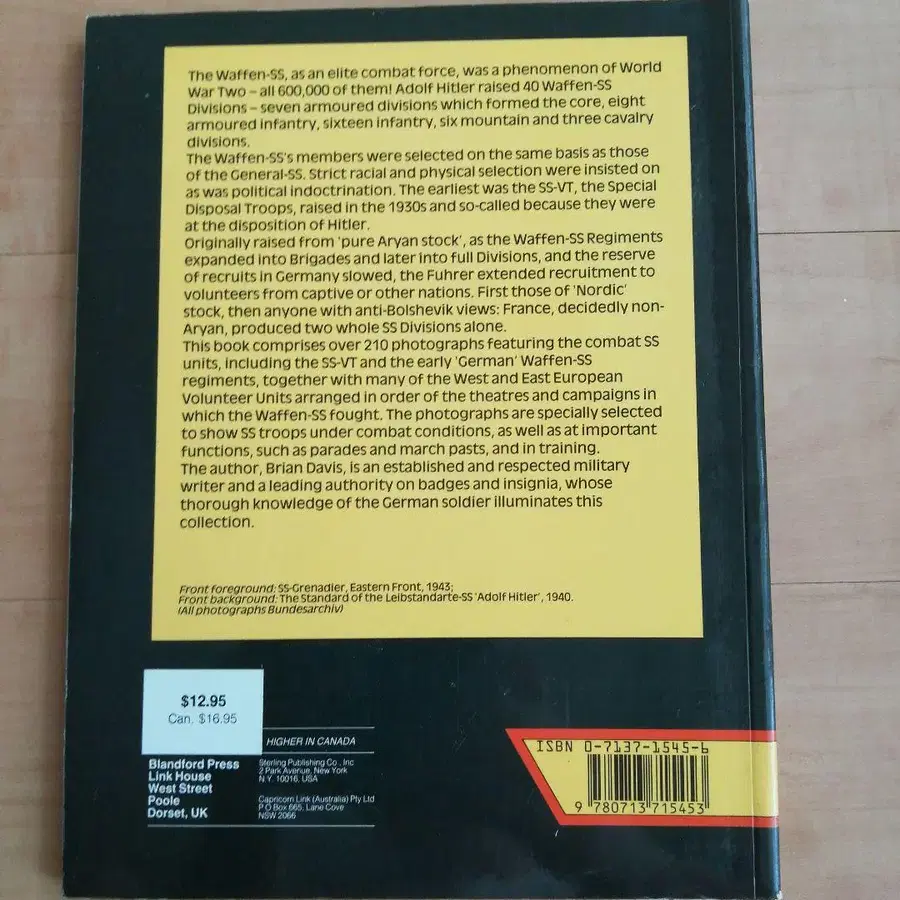 The Waffen-SS, as an elite combat force, was a phenomenon of World
War Two – all 600,000 of them! Adolf Hitler raised 40 Waffen-SS
Divisions – seven armoured divisions which formed the core, eight
armoured infantry, sixteen infantry, six mountain and three cavalry
divisions.
The Waffen-SS's members were selected on the same basis as those
of the General-SS. Strict racial and physical selection were insisted on
as was political indoctrination. The earliest was the SS-VT, the Special
Disposal Troops, raised in the 1930s and so-called because they were
at the disposition of Hitler.
Originally raised from 'pure Aryan stock', as the Waffen-SS Regiments
expanded into Brigades and later into full Divisions, and the reserve
of recruits in Germany slowed, the Fuhrer extended recruitment to
volunteers from captive or other nations. First those of 'Nordic'
stock, then anyone with anti-Bolshevik views: France, decidedly non-
Aryan, produced two whole SS Divisions alone.
This book comprises over 210 photographs featuring the combat SS
units, including the SS-VT and the early 'German' Waffen-SS
regiments, together with many of the West and East European
Volunteer Units arranged in order of the theatres and campaigns in
which the Waffen-SS fought. The photographs are specially selected
to show SS troops under combat conditions, as well as at important
functions, such as parades and march pasts, and in training.
The author, Brian Davis, is an established and respected military
writer and a leading authority on badges and insignia, whose
thorough knowledge of the German soldier illuminates this
collection.
Front foreground: SS-Grenadier, Eastern Front, 1943;
Front background: The Standard of the Leibstandarte-SS 'Adolf Hitler', 1940.
(All photographs Bundesarchiv)
$12.95
Can. $16.95
HIGHER IN CANADA
Blandford Press
Link House
West Street
Poole
Dorset, UK
Sterling Publishing Co., Inc
2 Park Avenue, New York
N.Y. 10016, USA
Capricorn Link (Australia) Pty Ltd
P O Box 665, Lane Cove
NSW 2066
ISBN 0-7137-1545-6
9 780713 715453